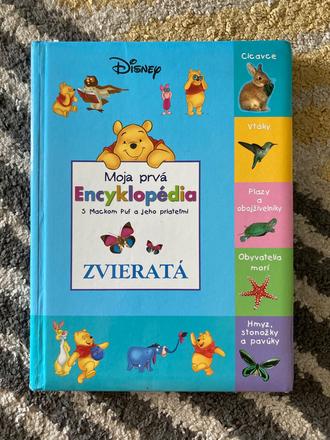 Disney
Moja prvá
Encyklopédia
S Mackom Puf a jeho priateľmi
ZVIERATÁ
Cicavce
Vtáky
Plazy
a
obojživelníky
Obyvatelia
morí
Hmyz,
stonožky
a pavúky